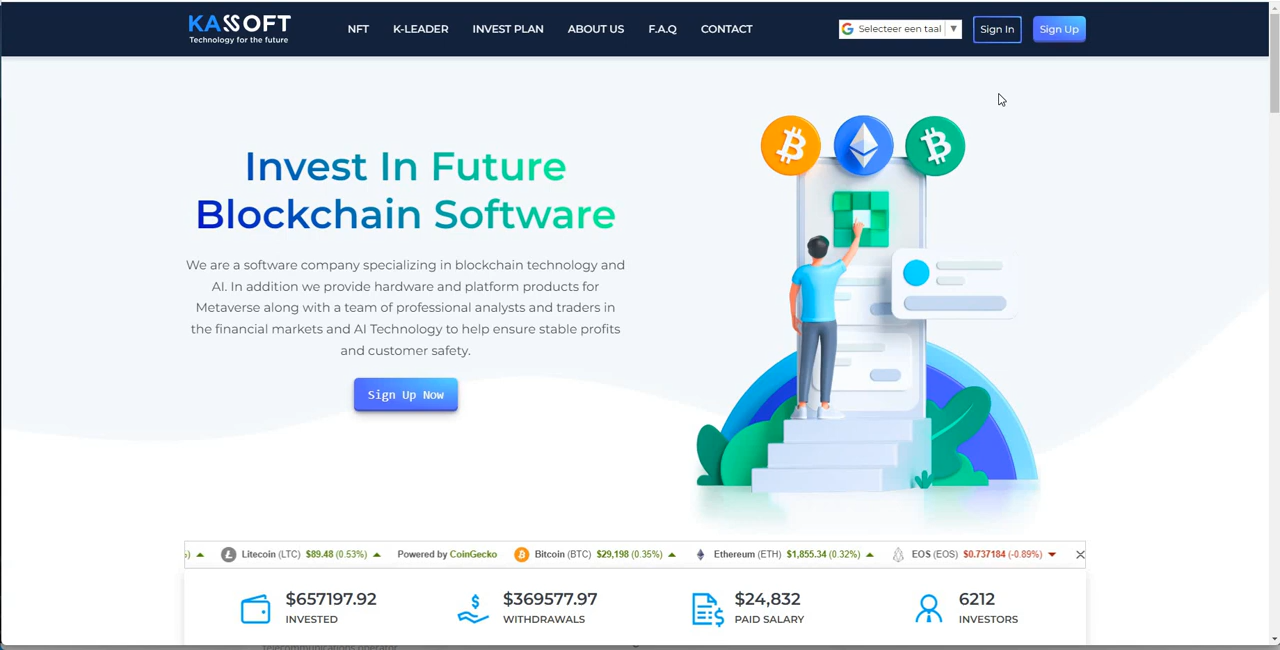 KASSOFT
Technology for the future
NFT K-LEADER INVEST PLAN ABOUT US F.A.Q CONTACT
Selecteer een taal ▼
Sign In
Sign Up
Invest In Future
Blockchain Software
We are a software company specializing in blockchain technology and
AI. In addition we provide hardware and platform products for
Metaverse along with a team of professional analysts and traders in
the financial markets and AI Technology to help ensure stable profits
and customer safety.
Sign Up Now
Litecoin (LTC) $89.48 (0.53%) Powered by CoinGecko Bitcoin (BTC) $29,198 (0.35%) Ethereum (ETH) $1,855.34 (0.32%) EOS (EOS) $0.737184 (-0.89%)
$657197.92
INVESTED
$369577.97
WITHDRAWALS
$24,832
PAID SALARY
6212
INVESTORS